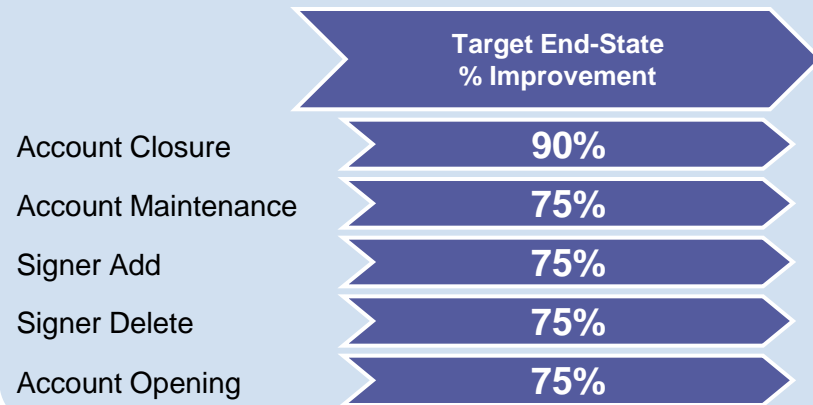 Target End-State
% Improvement
Account Closure 90%
Account Maintenance 75%
Signer Add 75%
Signer Delete 75%
Account Opening 75%